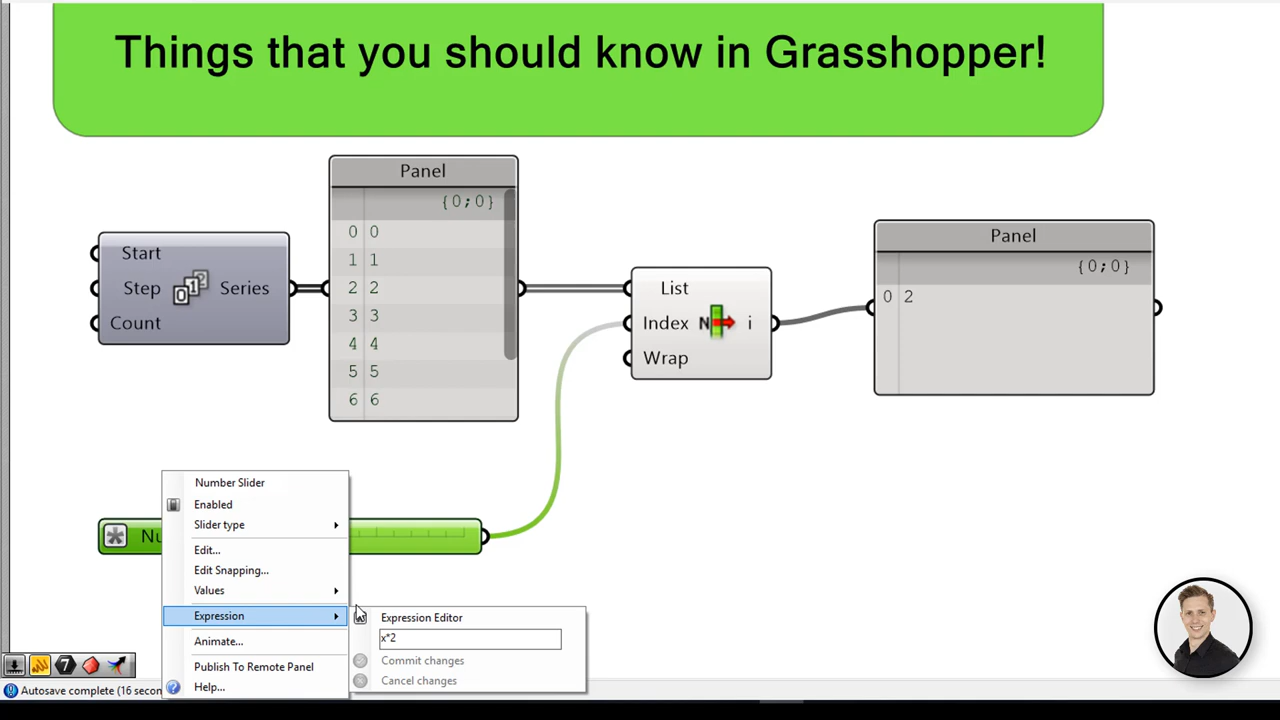 Things that you should know in Grasshopper!
Panel
{0;0}
0 0
1 1
2 2
3 3
4 4
5 5
6 6
Start
Step
Count
Series
List
Index
Wrap
N
i
Panel
{0;0}
0 2
Number Slider
Enabled
Slider type
Edit...
Edit Snapping...
Values
Expression
Animate...
Publish To Remote Panel
Help...
Expression Editor
x*2
Commit changes
Cancel changes
Nu
7
Autosave complete (16 secon